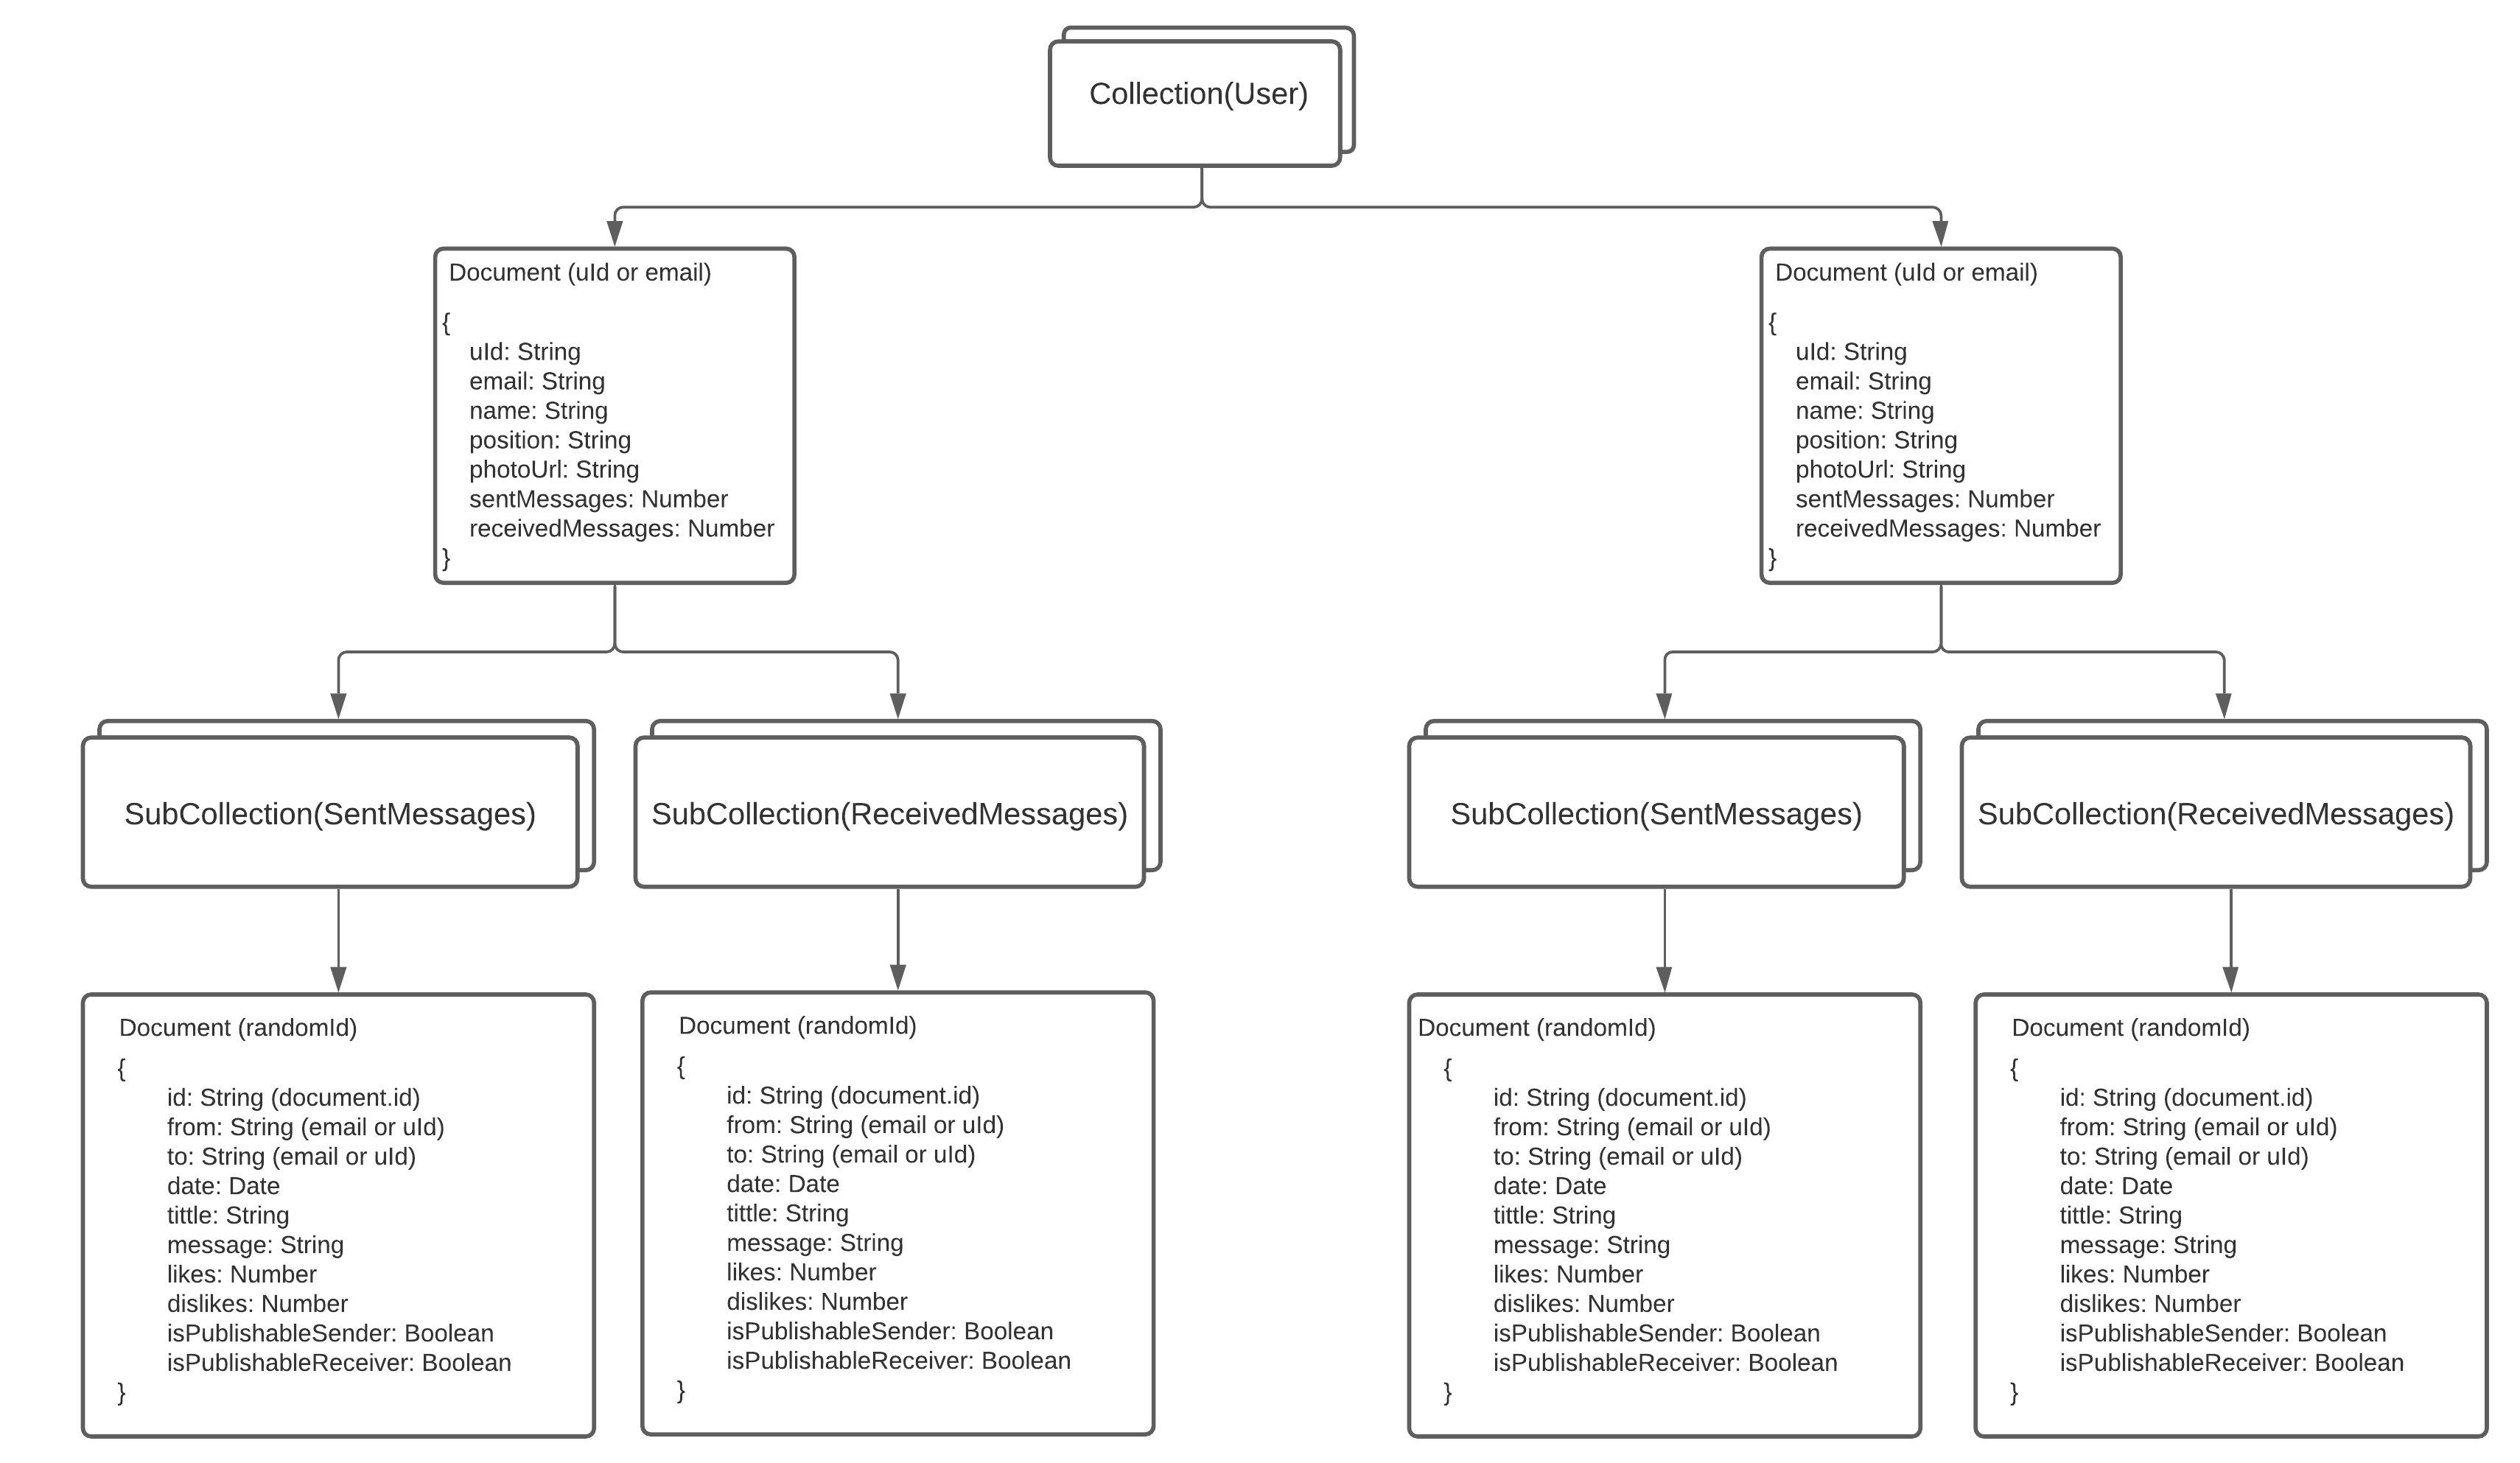 Collection(User)
Document (uId or email)
{
uId: String
email: String
name: String
position: String
photoUrl: String
sentMessages: Number
receivedMessages: Number
}
Document (uId or email)
{
uId: String
email: String
name: String
position: String
photoUrl: String
sentMessages: Number
receivedMessages: Number
}
SubCollection(SentMessages)
SubCollection(ReceivedMessages)
SubCollection(SentMessages)
SubCollection(ReceivedMessages)
Document (randomId)
{
id: String (document.id)
from: String (email or uId)
to: String (email or uId)
date: Date
tittle: String
message: String
likes: Number
dislikes: Number
isPublishableSender: Boolean
isPublishableReceiver: Boolean
}
Document (randomId)
{
id: String (document.id)
from: String (email or uId)
to: String (email or uId)
date: Date
tittle: String
message: String
likes: Number
dislikes: Number
isPublishableSender: Boolean
isPublishableReceiver: Boolean
}
Document (randomId)
{
id: String (document.id)
from: String (email or uId)
to: String (email or uId)
date: Date
tittle: String
message: String
likes: Number
dislikes: Number
isPublishableSender: Boolean
isPublishableReceiver: Boolean
}
Document (randomId)
{
id: String (document.id)
from: String (email or uId)
to: String (email or uId)
date: Date
tittle: String
message: String
likes: Number
dislikes: Number
isPublishableSender: Boolean
isPublishableReceiver: Boolean
}